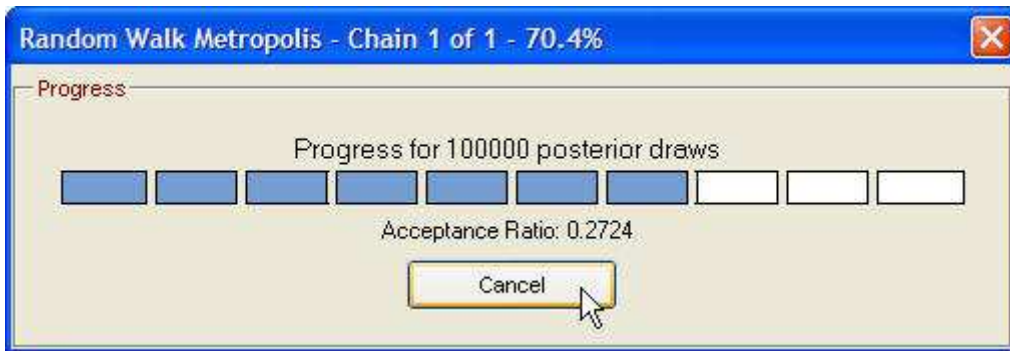 Random Walk Metropolis - Chain 1 of 1 - 70.4%
Progress
Progress for 100000 posterior draws
Acceptance Ratio: 0.2724
Cancel